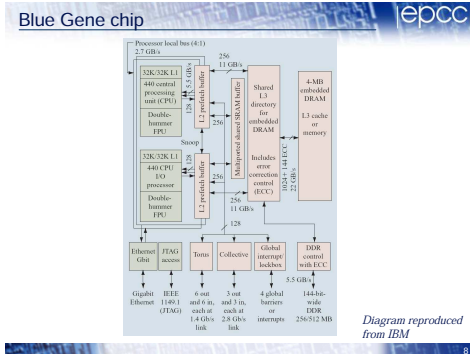 Blue Gene chip
epcc
Processor local bus (4:1)
2.7 GB/s
256
11 GB/s
32K/32K L1
440 central
processing
unit (CPU)
Double-
hummer
FPU
5.5 GB/s
128
L2 prefetch buffer
Snoop
256
Multiported shared SRAM buffer
Shared
L3
directory
for
embedded
DRAM
Includes
error
correction
control
(ECC)
1024+ 144 ECC
22 GB/s
4-MB
embedded
DRAM
L3 cache
or
memory
32K/32K L1
440 CPU
I/O
processor
Double-
hummer
FPU
128
L2 prefetch buffer
256
256
11 GB/s
128
Ethernet
Gbit
JTAG
access
Torus
Collective
Global
interrupt/
lockbox
DDR
control
with ECC
5.5 GB/s
Gigabit
Ethernet
IEEE
1149.1
(JTAG)
6 out
and 6 in,
each at
1.4 Gb/s
link
3 out
and 3 in,
each at
2.8 Gb/s
link
4 global
barriers
or
interrupts
144-bit-
wide
DDR
256/512 MB
Diagram reproduced
from IBM
8